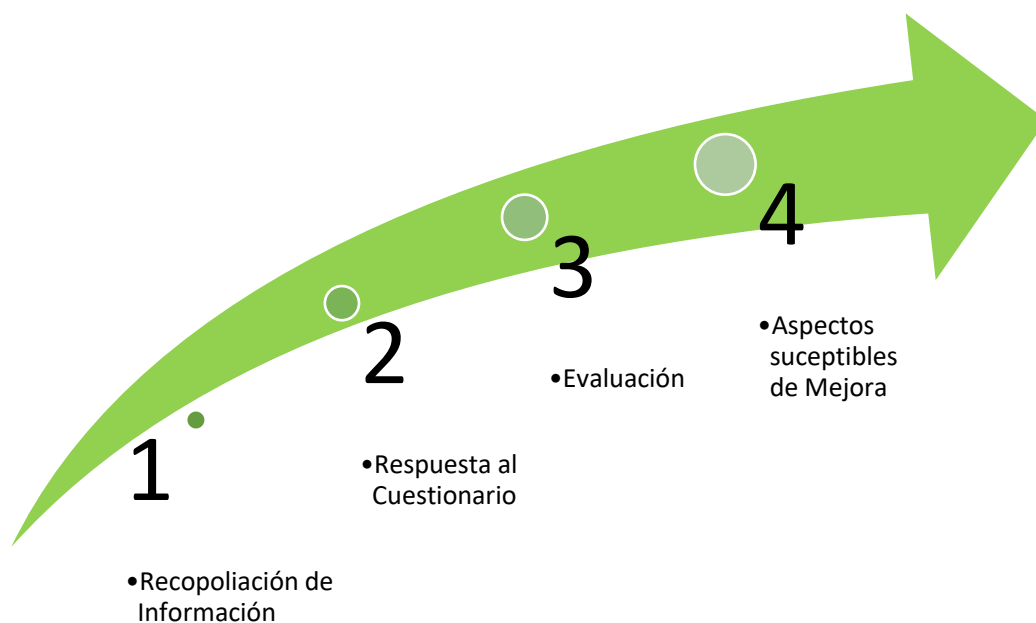 1
•Recopoliación de
Información
2
•Respuesta al
Cuestionario
3
•Evaluación
4
•Aspectos
suceptibles
de Mejora